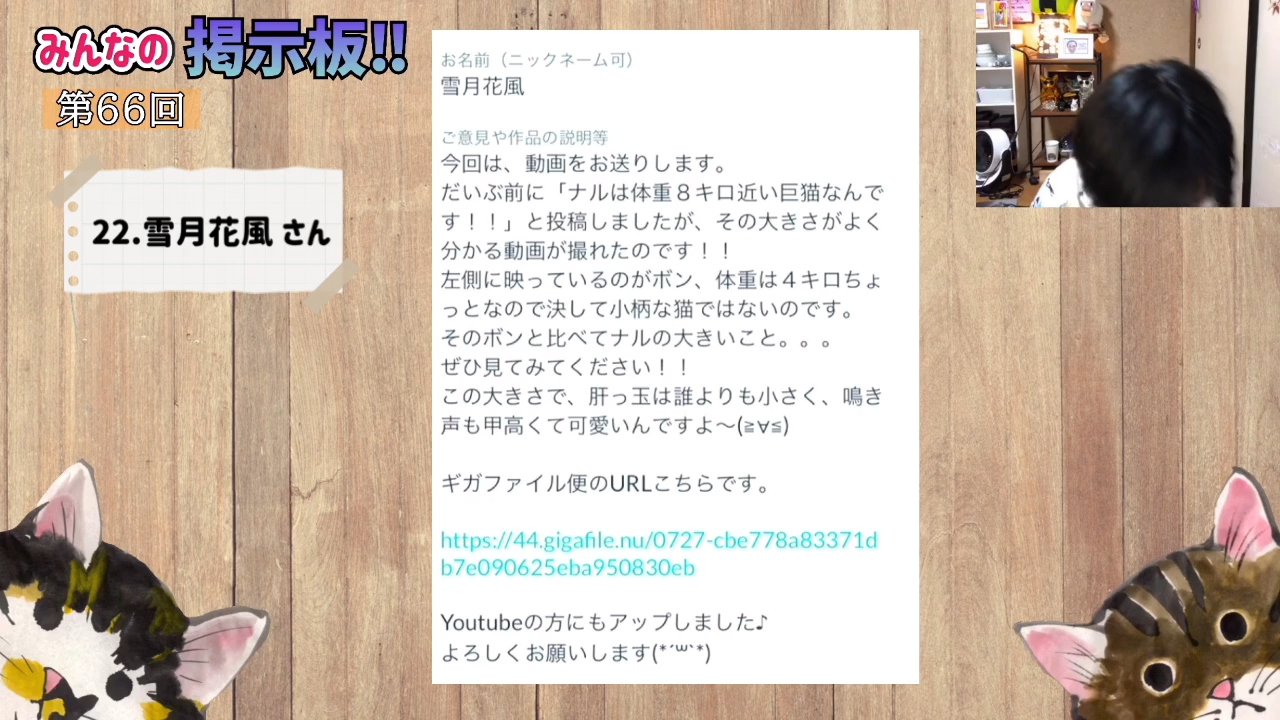 みんなの掲示板!!
第66回
22.雪月花風 さん
お名前（ニックネーム可）
雪月花風
ご意見や作品の説明等
今回は、動画をお送りします。
だいぶ前に「ナルは体重８キロ近い巨猫なんで
す！！」と投稿しましたが、その大きさがよく
分かる動画が撮れたのです！！
左側に映っているのがボン、体重は４キロちょ
っとなので決して小柄な猫ではないのです。
そのボンと比べてナルの大きいこと。。。
ぜひ見てみてください！！
この大きさで、肝っ玉は誰よりも小さく、鳴き
声も甲高くて可愛いんですよ〜(≧∀≦)
ギガファイル便のURLこちらです。
https://44.gigafile.nu/0727-cbe778a83371d
b7e090625eba950830eb
Youtubeの方にもアップしました♪
よろしくお願いします(*´꒳`*)